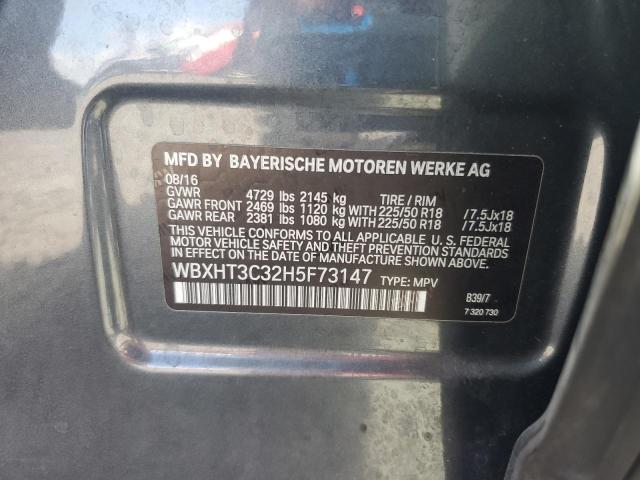 MFD BY BAYERISCHE MOTOREN WERKE AG
08/16
GVWR 4729 lbs 2145 kg TIRE / RIM
GAWR FRONT 2469 lbs 1120 kg WITH 225/50 R18 /7.5Jx18
GAWR REAR 2381 lbs 1080 kg WITH 225/50 R18 /7.5Jx18
THIS VEHICLE CONFORMS TO ALL APPLICABLE U. S. FEDERAL
MOTOR VEHICLE SAFETY AND THEFT PREVENTION STANDARDS
IN EFFECT ON THE DATE OF MANUFACTURE SHOWN ABOVE.
WBXHT3C32H5F73147 TYPE: MPV
B39/7
7 320 730